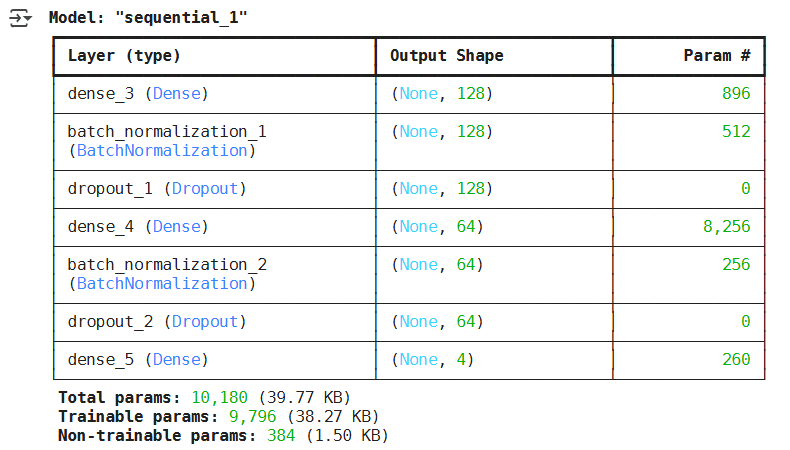 Model: "sequential_1"
Layer (type) Output Shape Param #
dense_3 (Dense) (None, 128) 896
batch_normalization_1 (None, 128) 512
(BatchNormalization)
dropout_1 (Dropout) (None, 128) 0
dense_4 (Dense) (None, 64) 8,256
batch_normalization_2 (None, 64) 256
(BatchNormalization)
dropout_2 (Dropout) (None, 64) 0
dense_5 (Dense) (None, 4) 260
Total params: 10,180 (39.77 KB)
Trainable params: 9,796 (38.27 KB)
Non-trainable params: 384 (1.50 KB)